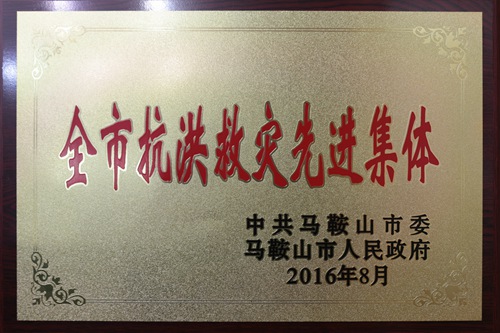 全市抗洪救灾先进集体
中共马鞍山市委
马鞍山市人民政府
2016年8月